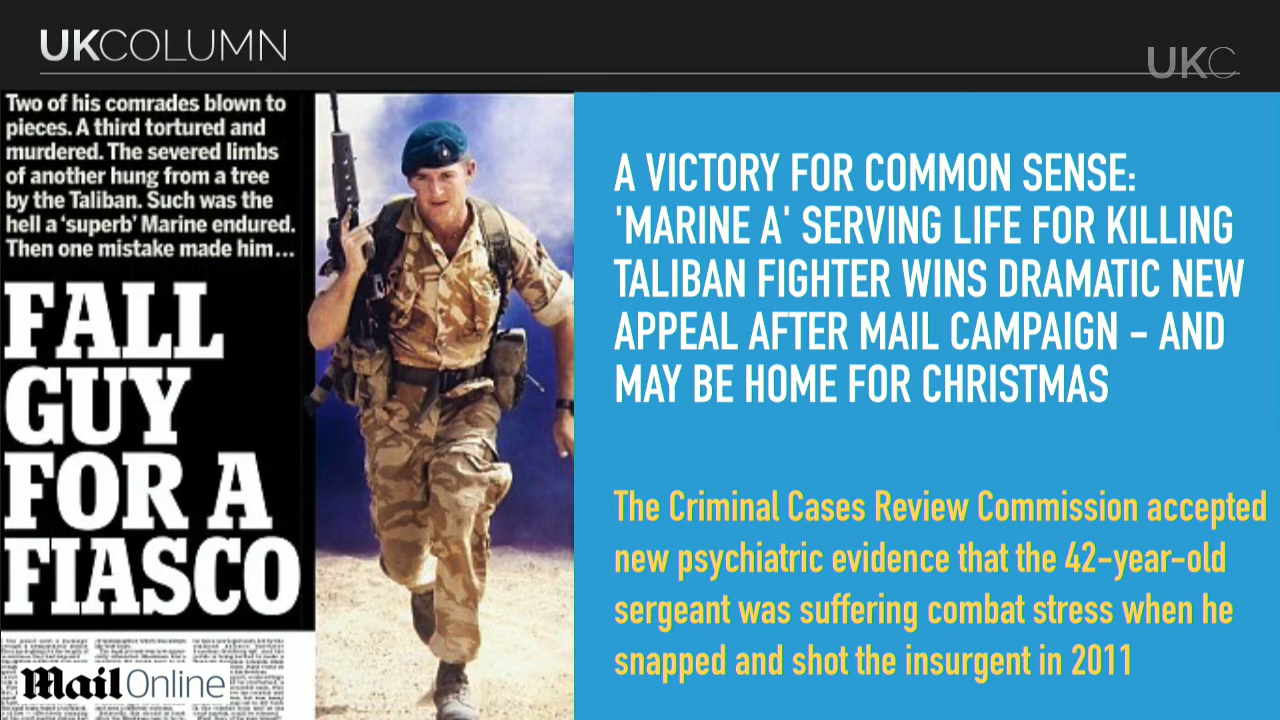 UKCOLUMN
UKC
Two of his comrades blown to
pieces. A third tortured and
murdered. The severed limbs
of another hung from a tree
by the Taliban. Such was the
hell a ‘superb’ Marine endured.
Then one mistake made him...
FALL
GUY
FOR A
FIASCO
Mail Online
A VICTORY FOR COMMON SENSE:
'MARINE A' SERVING LIFE FOR KILLING
TALIBAN FIGHTER WINS DRAMATIC NEW
APPEAL AFTER MAIL CAMPAIGN - AND
MAY BE HOME FOR CHRISTMAS
The Criminal Cases Review Commission accepted
new psychiatric evidence that the 42-year-old
sergeant was suffering combat stress when he
snapped and shot the insurgent in 2011